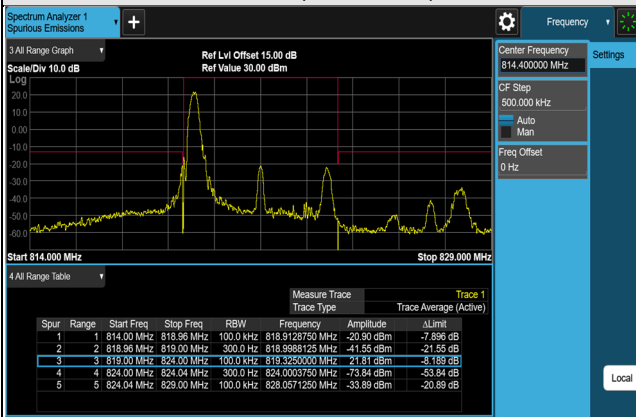 Spectrum Analyzer 1
Spurious Emissions
Frequency
3 All Range Graph
Scale/Div 10.0 dB
Ref Lvl Offset 15.00 dB
Ref Value 30.00 dBm
Log
20.0
10.0
0.00
-10.0
-20.0
-30.0
-40.0
-50.0
-60.0
Start 814.000 MHz
Stop 829.000 MHz
Center Frequency
814.400000 MHz
Settings
CF Step
500.000 kHz
Auto
Man
Freq Offset
0 Hz
4 All Range Table
Measure Trace Trace 1
Trace Type Trace Average (Active)
Spur Range Start Freq Stop Freq RBW Frequency Amplitude ΔLimit
1 1 814.00 MHz 818.96 MHz 100.0 kHz 818.9128750 MHz -20.90 dBm -7.896 dB
2 2 818.96 MHz 819.00 MHz 300.0 Hz 818.9988125 MHz -41.55 dBm -21.55 dB
3 3 819.00 MHz 824.00 MHz 100.0 kHz 819.3250000 MHz 21.81 dBm -8.189 dB
4 4 824.00 MHz 824.04 MHz 300.0 Hz 824.0003750 MHz -73.84 dBm -53.84 dB
5 5 824.04 MHz 829.00 MHz 100.0 kHz 828.0571250 MHz -33.89 dBm -20.89 dB
Local